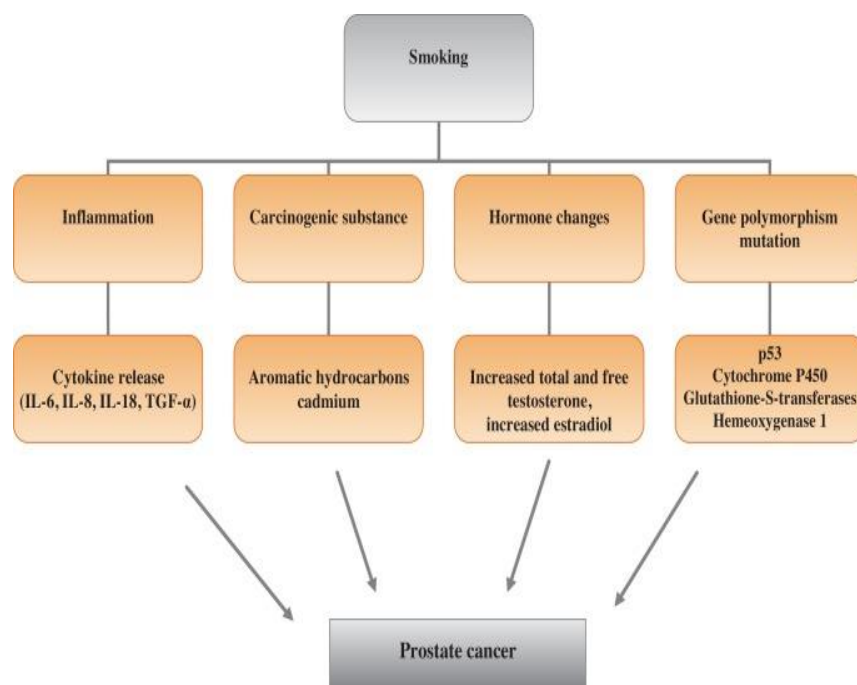 Smoking
Inflammation
Carcinogenic substance
Hormone changes
Gene polymorphism
mutation
Cytokine release
(IL-6, IL-8, IL-18, TGF-α)
Aromatic hydrocarbons
cadmium
Increased total and free
testosterone,
increased estradiol
p53
Cytochrome P450
Glutathione-S-transferases
Hemeoxygenase 1
Prostate cancer